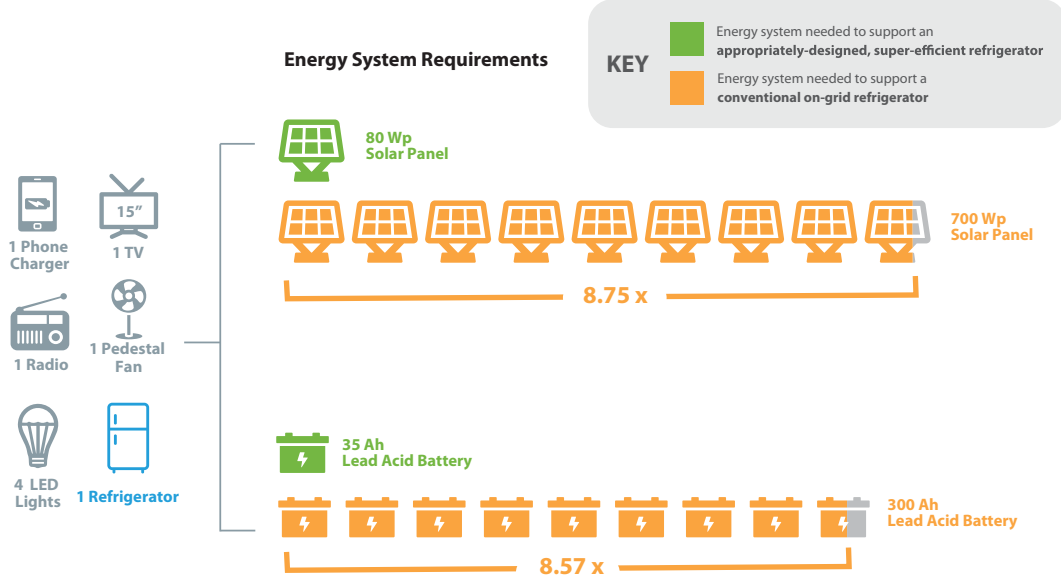 Energy System Requirements
KEY
Energy system needed to support an
appropriately-designed, super-efficient refrigerator
Energy system needed to support a
conventional on-grid refrigerator
80 Wp
Solar Panel
700 Wp
Solar Panel
8.75 x
15”
1 Phone
Charger
1 TV
1 Radio
1 Pedestal
Fan
4 LED
Lights
1 Refrigerator
35 Ah
Lead Acid Battery
300 Ah
Lead Acid Battery
8.57 x